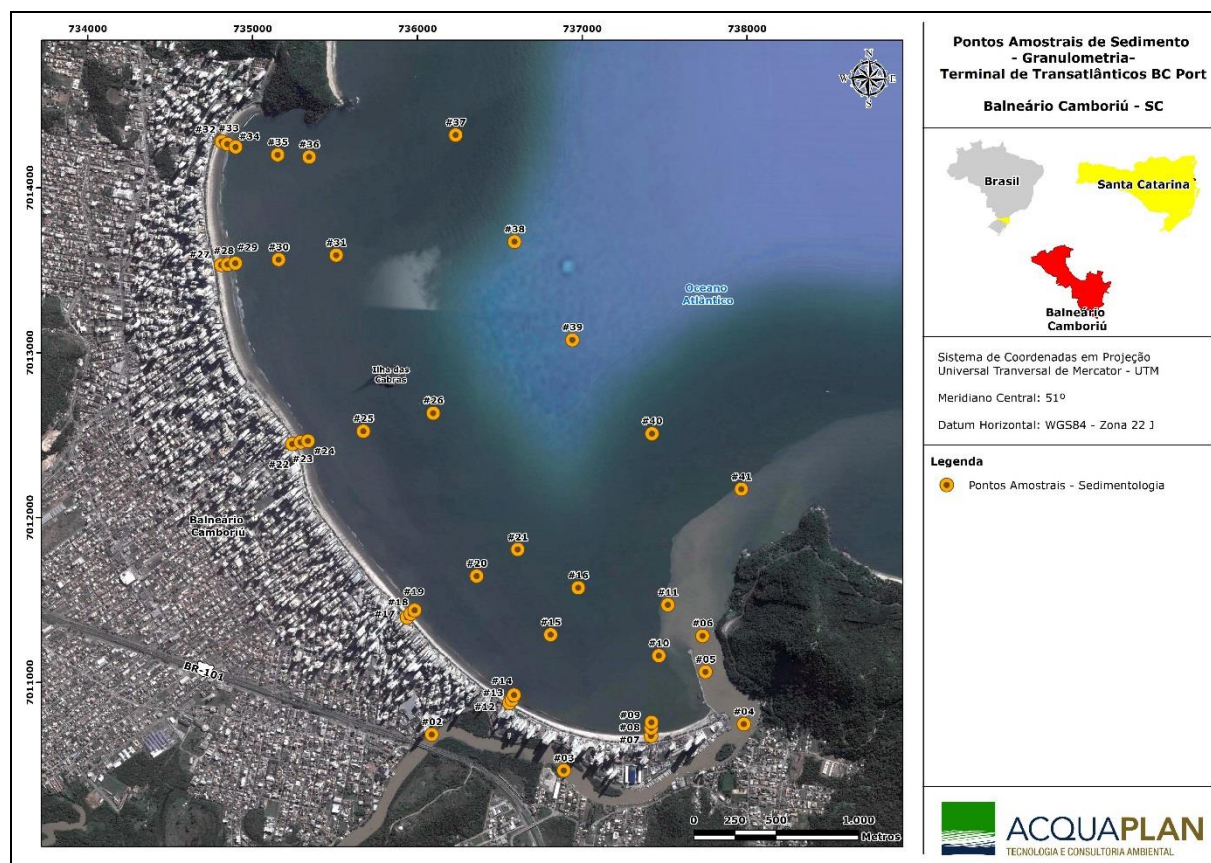 734000 735000 736000 737000 738000
7014000
7013000
7012000
7011000
N
W E
S
#32 #33
#34
#35
#36
#37
#38
#27 #28 #29
#30
#31
Oceano
Atlântico
#39
Ilha das
Cabras
#26
#25
#24
#23
#22
#40
#41
Balneário
Camboriú
#21
#20
#16
#19
#18
#17
#11
#15
#06
#10
#05
BR-101
#14
#13
#12
#09
#08
#07
#04
#02
#03
0 250 500 1.000
Metros
Pontos Amostrais de Sedimento
- Granulometria-
Terminal de Transatlânticos BC Port
Balneário Camboriú - SC
Brasil
Santa Catarina
Balneário
Camboriú
Sistema de Coordenadas em Projeção
Universal Tranversal de Mercator - UTM
Meridiano Central: 51º
Datum Horizontal: WGS84 - Zona 22 J
Legenda
Pontos Amostrais - Sedimentologia
ACQUAPLAN
TECNOLOGIA E CONSULTORIA AMBIENTAL